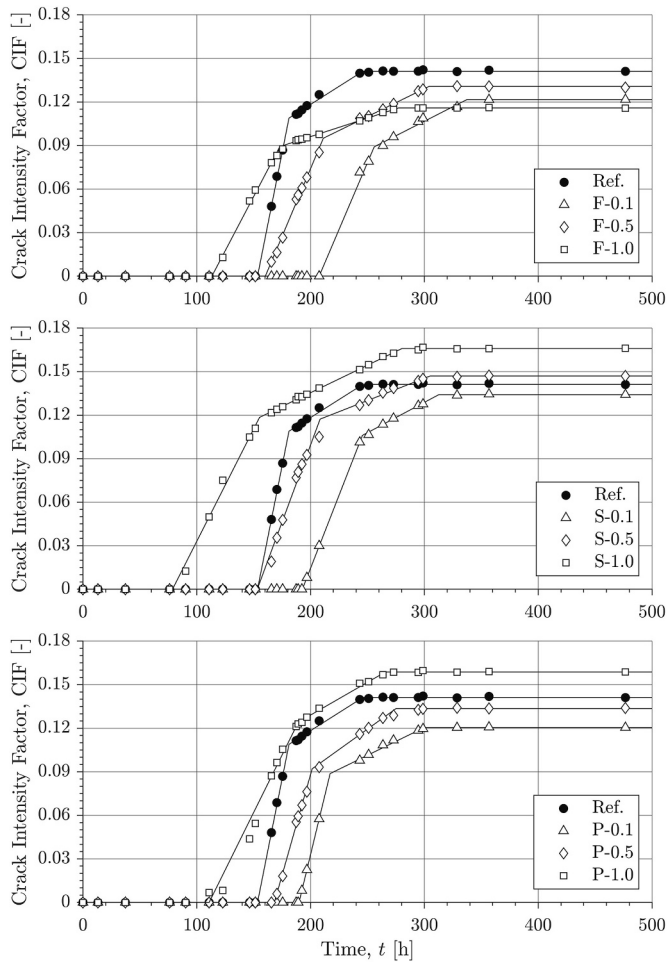 Crack Intensity Factor, CIF [-]
0.18
0.15
0.12
0.09
0.06
0.03
0
Ref.
F-0.1
F-0.5
F-1.0
0 100 200 300 400 500
Crack Intensity Factor, CIF [-]
0.18
0.15
0.12
0.09
0.06
0.03
0
Ref.
S-0.1
S-0.5
S-1.0
0 100 200 300 400 500
Crack Intensity Factor, CIF [-]
0.18
0.15
0.12
0.09
0.06
0.03
0
Ref.
P-0.1
P-0.5
P-1.0
0 100 200 300 400 500
Time, t [h]